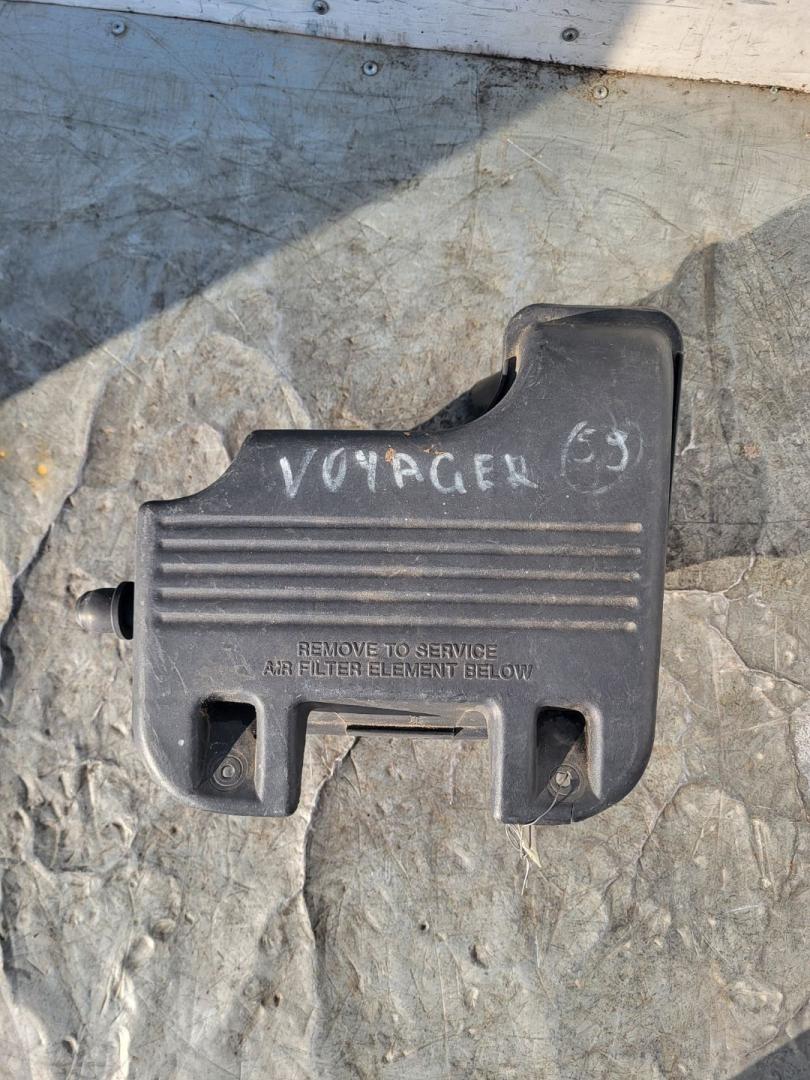 VOYAGER 59
REMOVE TO SERVICE
AIR FILTER ELEMENT BELOW